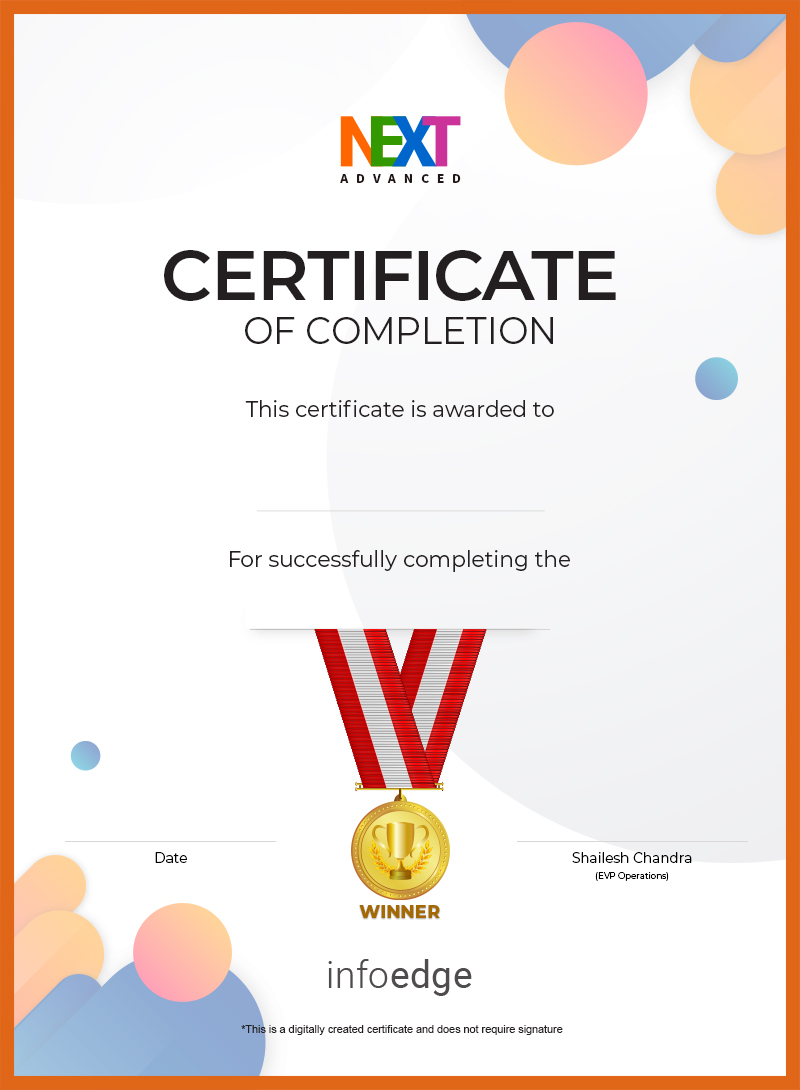 NEXT
ADVANCED
CERTIFICATE
OF COMPLETION
This certificate is awarded to
For successfully completing the
Date
Shailesh Chandra
(EVP Operations)
WINNER
infoedge
*This is a digitally created certificate and does not require signature